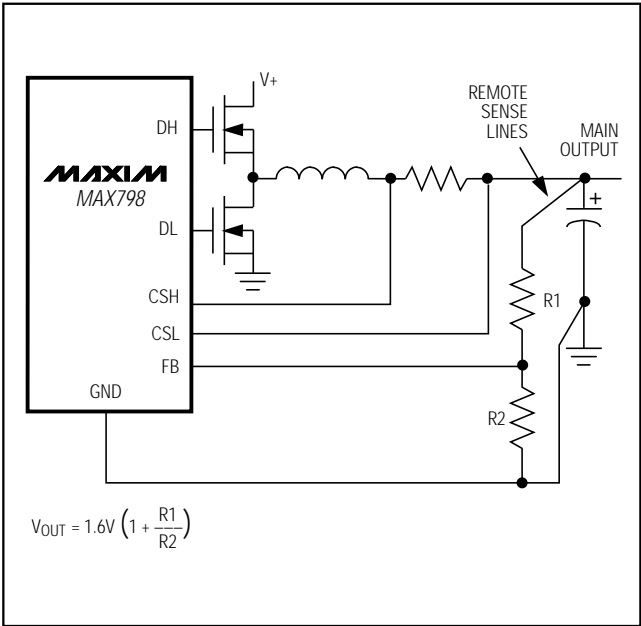 V+
DH
REMOTE
SENSE
LINES
MAIN
OUTPUT
MAXIM
MAX798
+
DL
CSH
R1
CSL
FB
GND
R2
VOUT = 1.6V (1 + R1/R2)